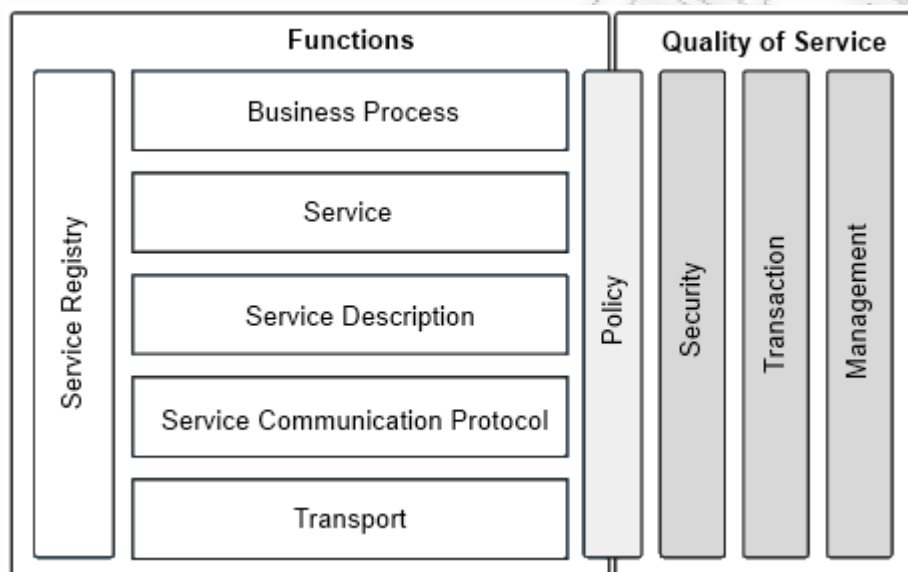 Functions
Quality of Service
Service Registry
Business Process
Service
Service Description
Service Communication Protocol
Transport
Policy
Security
Transaction
Management